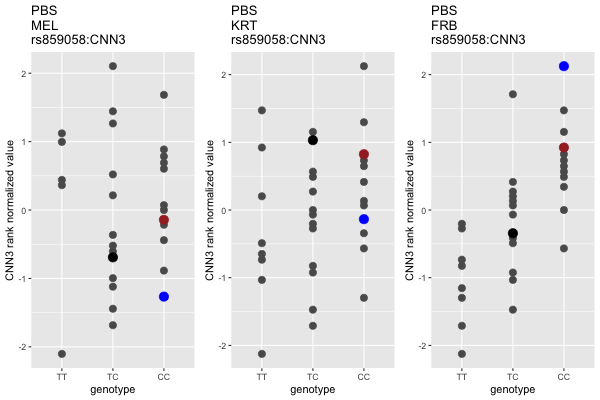 PBS
MEL
rs859058:CNN3
CNN3 rank normalized value
2
1
0
-1
-2
TT
TC
CC
genotype
PBS
KRT
rs859058:CNN3
CNN3 rank normalized value
2
1
0
-1
-2
TT
TC
CC
genotype
PBS
FRB
rs859058:CNN3
CNN3 rank normalized value
2
1
0
-1
-2
TT
TC
CC
genotype